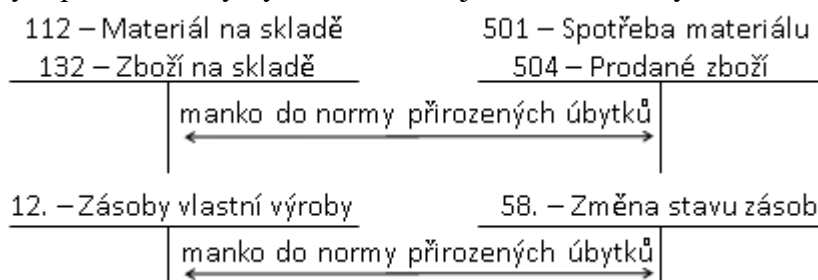 112 – Materiál na skladě
501 – Spotřeba materiálu
132 – Zboží na skladě
504 – Prodané zboží
manko do normy přirozených úbytků
12. – Zásoby vlastní výroby
58. – Změna stavu zásob
manko do normy přirozených úbytků